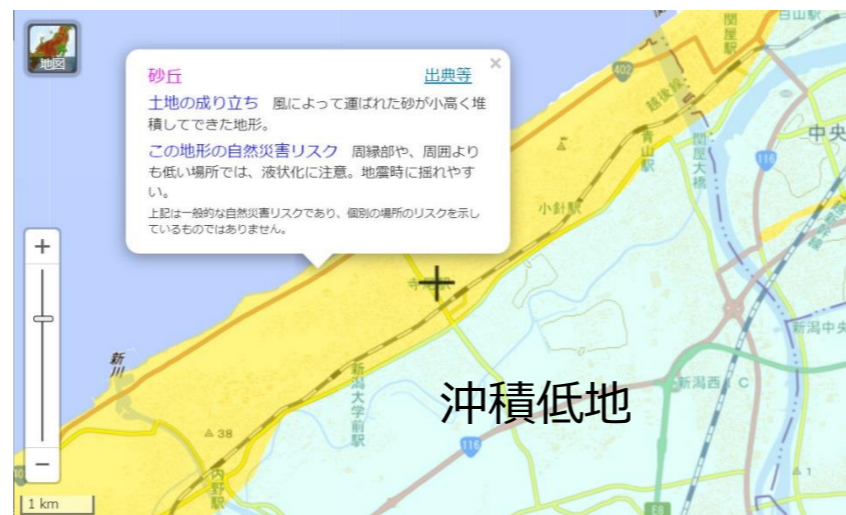 地図
砂丘
出典等
×
土地の成り立ち 風によって運ばれた砂が小高く堆
積してできた地形。
この地形の自然災害リスク 周縁部や、周囲より
も低い場所では、液状化に注意。地震時に揺れやす
い。
上記は一般的な自然災害リスクであり、個別の場所のリスクを示し
ているものではありません。
関屋駅
白山駅
402
越後線
青山駅
関屋大橋
116
中央
小針駅
寺尾駅
新潟中央
新川
新潟大学前駅
沖積低地
新潟西IC
38
116
内野駅
1
E8
+
−
1 km